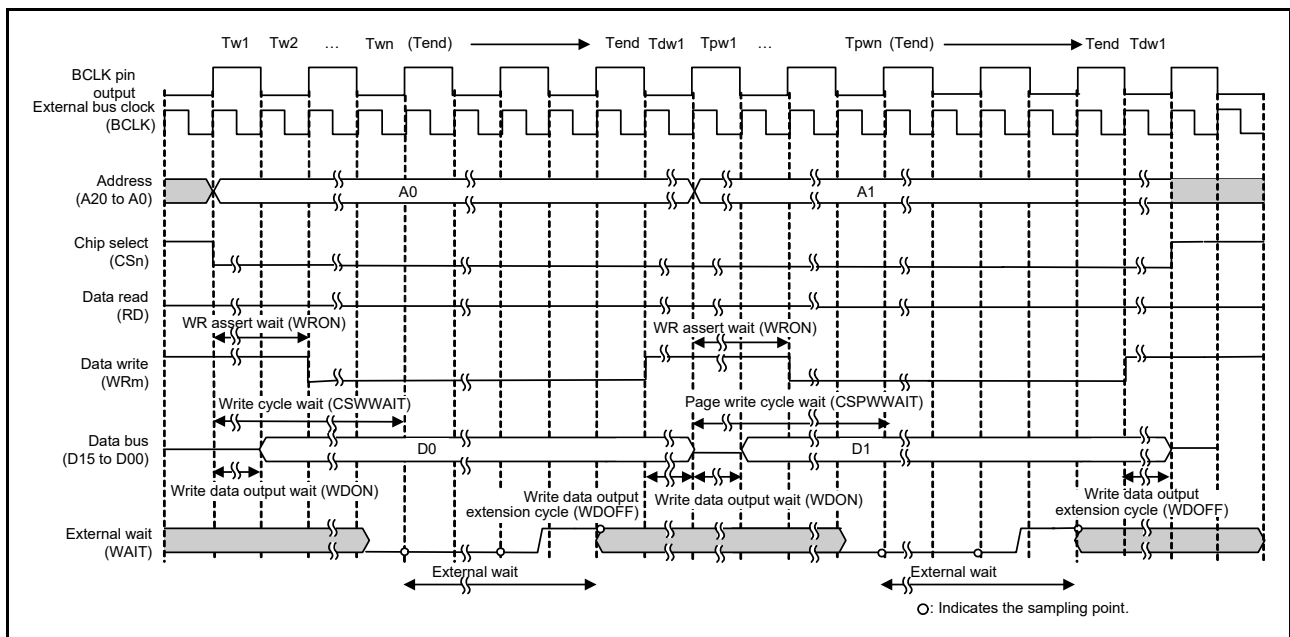 Tw1 Tw2 … Twn (Tend) Tend Tdw1 Tpw1 … Tpwn (Tend) Tend Tdw1
BCLK pin
output
External bus clock
(BCLK)
Address
(A20 to A0)
A0 A1
Chip select
(CSn)
Data read
(RD)
WR assert wait (WRON) WR assert wait (WRON)
Data write
(WRm)
Write cycle wait (CSWWAIT) Page write cycle wait (CSPWWAIT)
Data bus
(D15 to D00)
D0 D1
Write data output wait (WDON) Write data output wait (WDON)
Write data output
extension cycle (WDOFF)
Write data output
extension cycle (WDOFF)
External wait
(WAIT)
External wait External wait
: Indicates the sampling point.